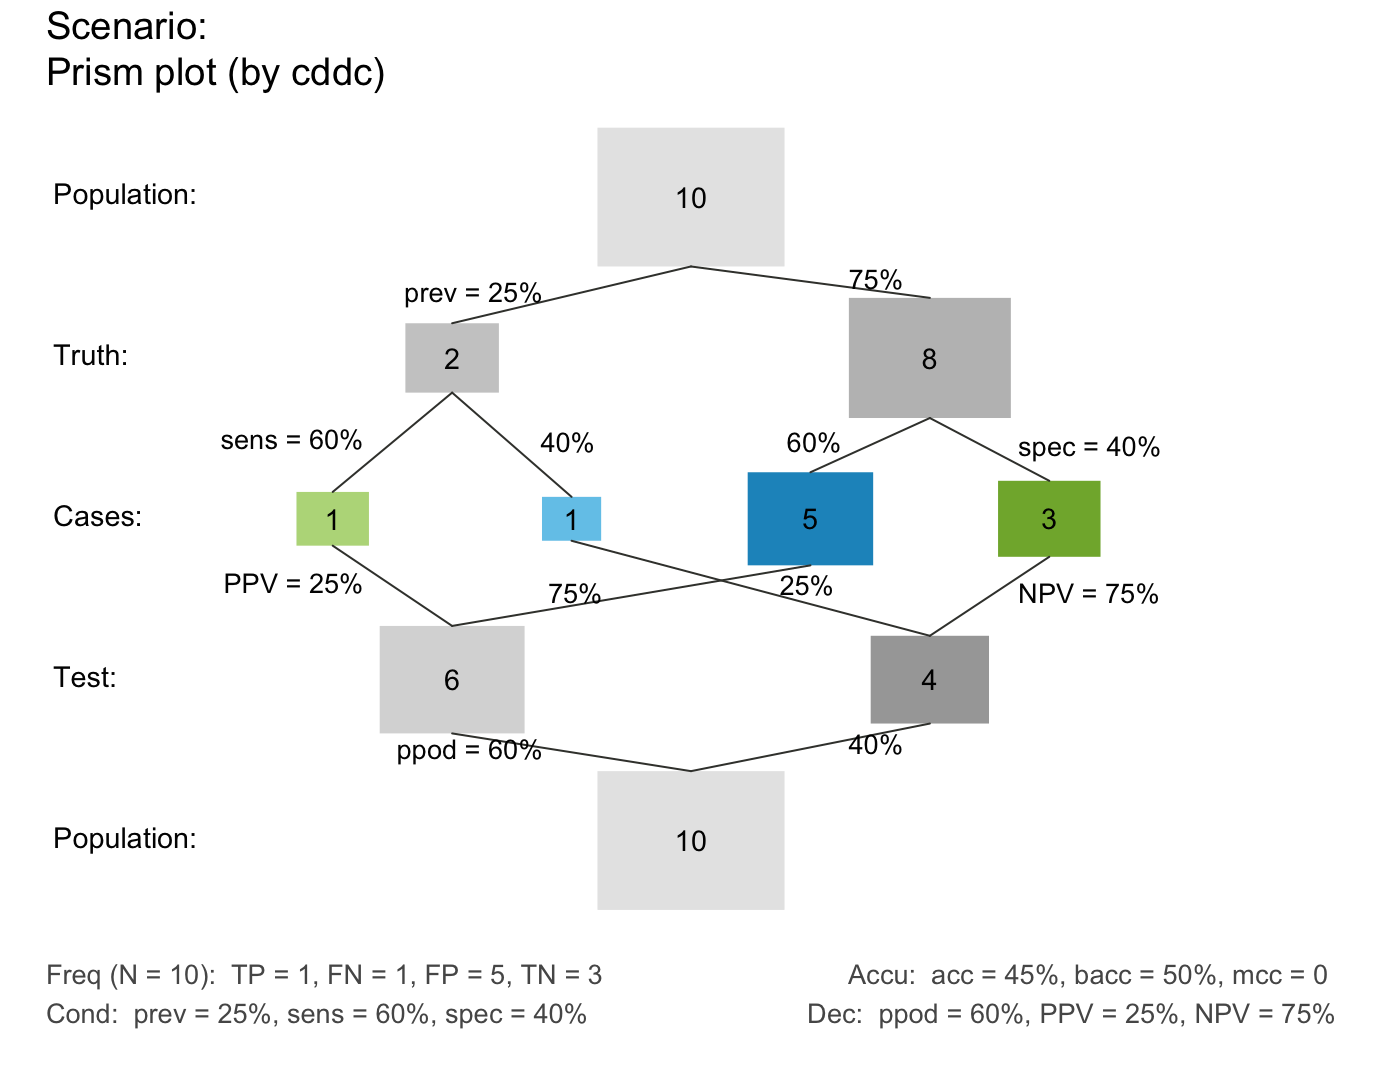 Scenario:
Prism plot (by cddc)
Population:
10
prev = 25%
75%
Truth:
2
8
sens = 60%
40%
60%
spec = 40%
Cases:
1
1
5
3
PPV = 25%
75%
25%
NPV = 75%
Test:
6
4
ppod = 60%
40%
Population:
10
Freq (N = 10):  TP = 1, FN = 1, FP = 5, TN = 3
Accu:  acc = 45%, bacc = 50%, mcc = 0
Cond:  prev = 25%, sens = 60%, spec = 40%
Dec:  ppod = 60%, PPV = 25%, NPV = 75%